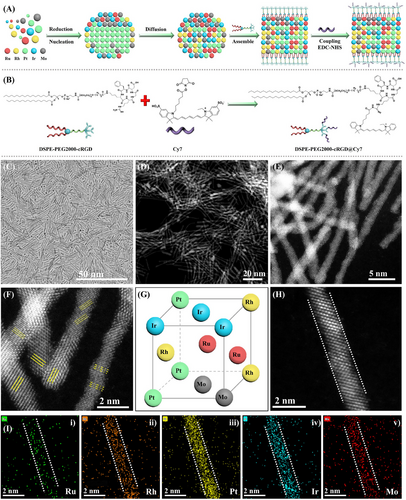 (A)
Reduction
Nucleation
Diffusion
Assemble
Coupling
EDC-NHS
Ru Rh Pt Ir Mo
(B)
DSPE-PEG2000-cRGD
Cy7
DSPE-PEG2000-cRGD@Cy7
(C)
50 nm
(D)
20 nm
(E)
5 nm
(F)
2 nm
(G)
Pt
Rh
Ir
Ir
Ir
Rh
Ru
Ru
Pt
Rh
Pt
Mo
Mo
(H)
2 nm
(I)
i)
2 nm
Ru
ii)
2 nm
Rh
iii)
2 nm
Pt
iv)
2 nm
Ir
v)
2 nm
Mo